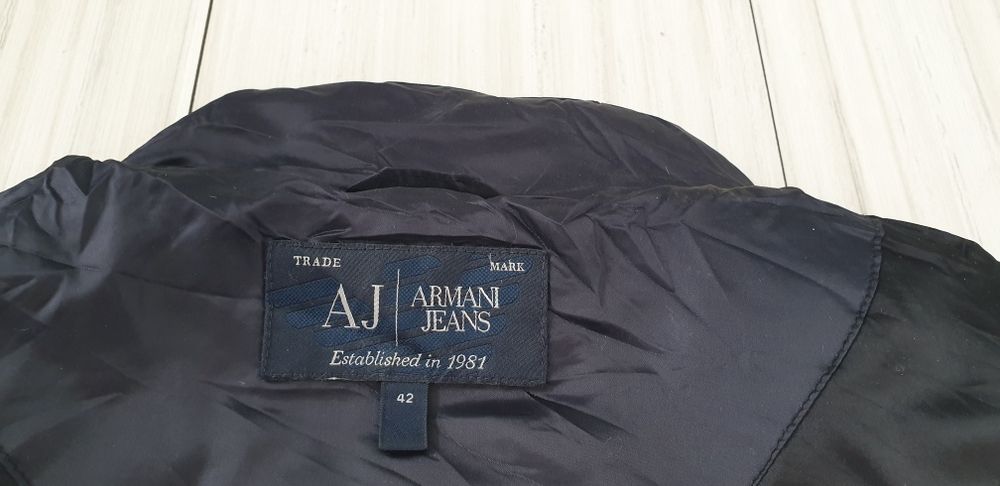 TRADE MARK
AJ ARMANI
JEANS
Established in 1981
42